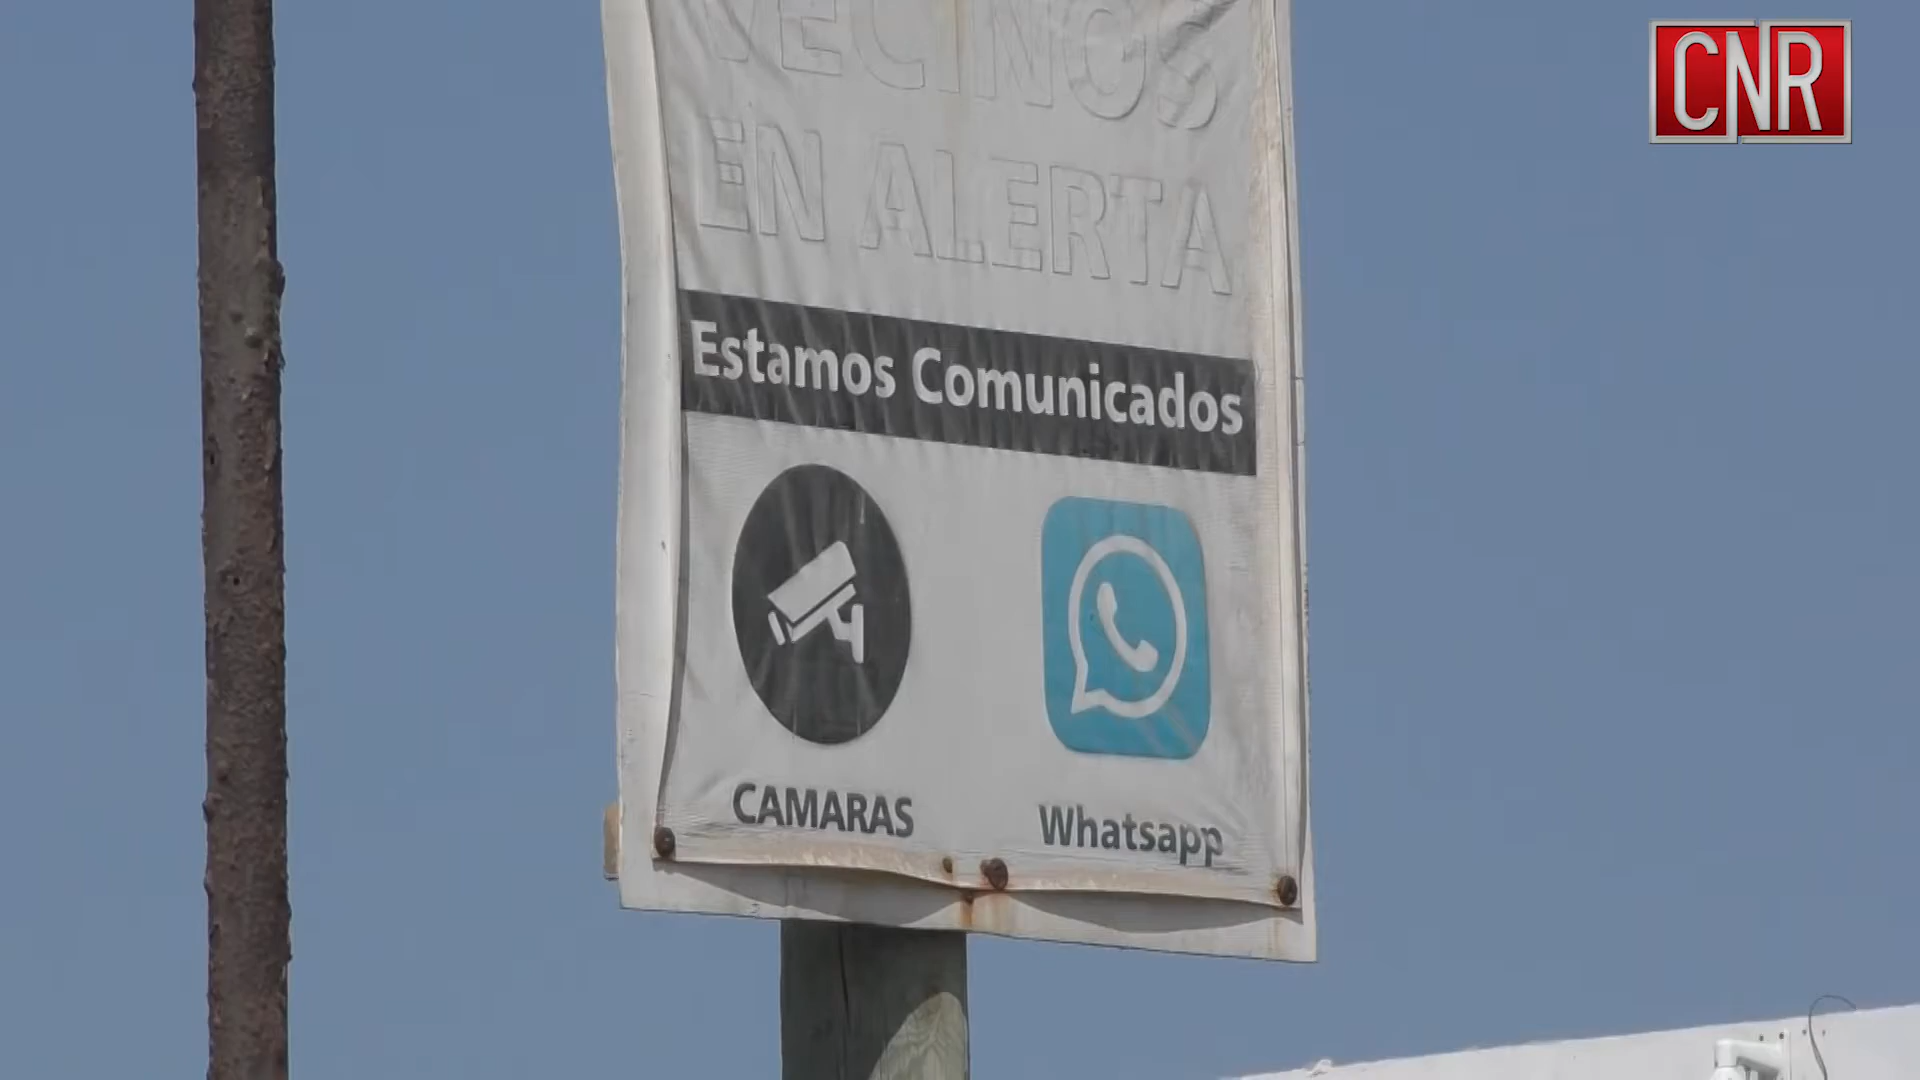 CNR
VECINOS
EN ALERTA
Estamos Comunicados
CAMARAS
Whatsapp